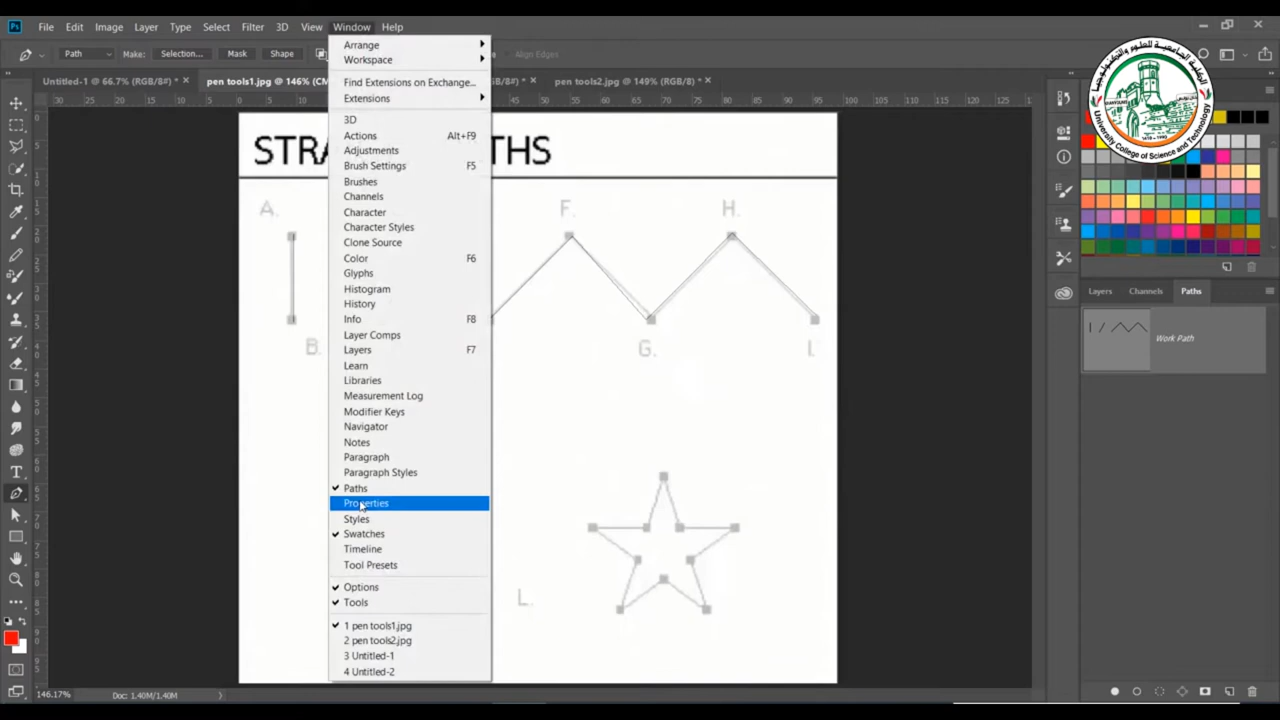 Ps File Edit Image Layer Type Select Filter 3D View Window Help
Path Make: Selection... Mask Shape Align Edges
Untitled-1 @ 66.7% (RGB/8#) * pen tools1.jpg @ 146% (CM /8#) * pen tools2.jpg @ 149% (RGB/8) *
Arrange
Workspace
Find Extensions on Exchange...
Extensions
3D
Actions Alt+F9
Adjustments
Brush Settings F5
Brushes
Channels
Character
Character Styles
Clone Source
Color F6
Glyphs
Histogram
History
Info F8
Layer Comps
Layers F7
Learn
Libraries
Measurement Log
Modifier Keys
Navigator
Notes
Paragraph
Paragraph Styles
Paths
Properties
Styles
Swatches
Timeline
Tool Presets
Options
Tools
1 pen tools1.jpg
2 pen tools2.jpg
3 Untitled-1
4 Untitled-2
STRA THS
A. F. H.
B. G. I.
L.
Layers Channels Paths
Work Path
University College of Science and Technology
146.17% Doc: 1.40M/1.40M